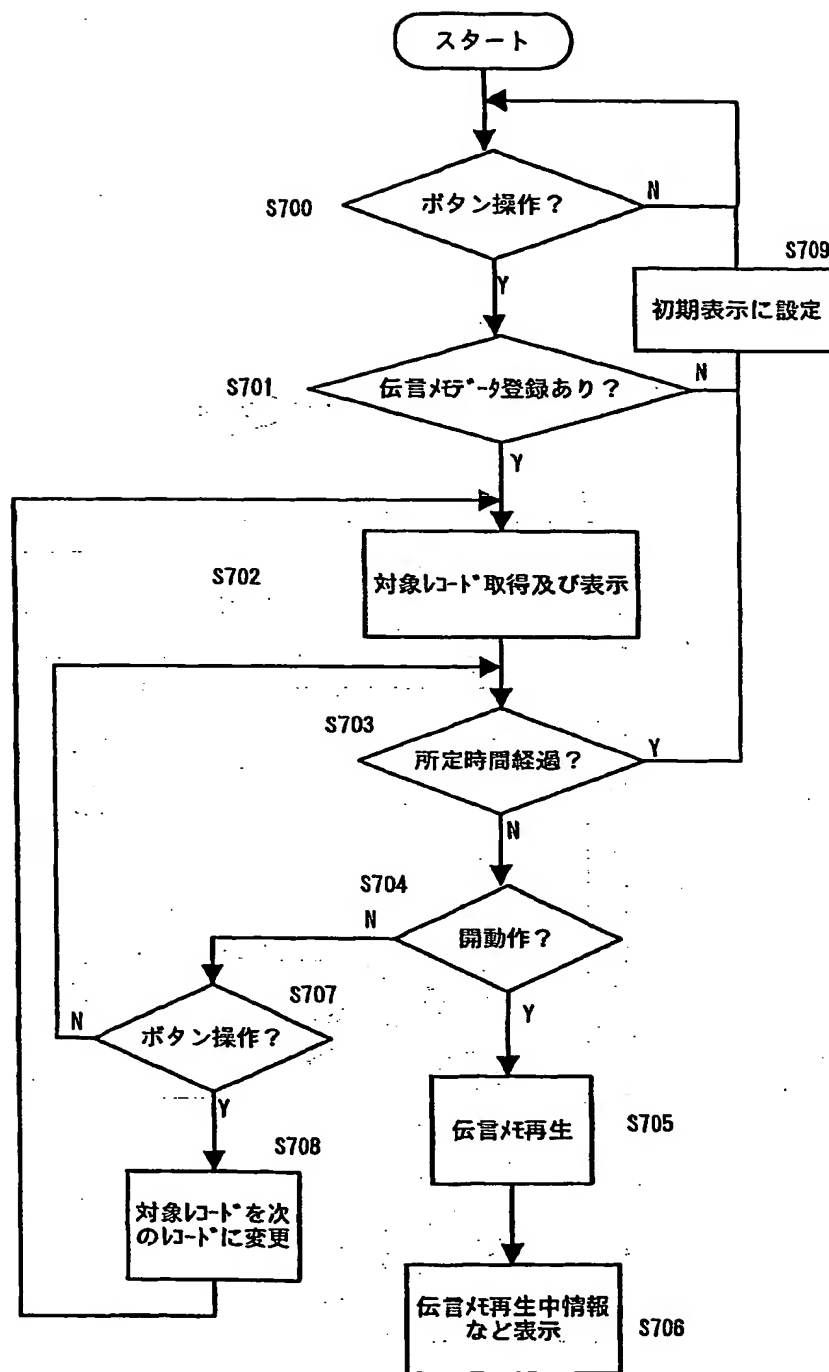 スタート
S700
ボタン操作？
N
Y
S709
初期表示に設定
S701
伝言ﾒﾓﾃﾞｰﾀ登録あり？
N
Y
S702
対象ﾚｺｰﾄﾞ取得及び表示
S703
所定時間経過？
Y
N
S704
N
開動作？
Y
S707
N
ボタン操作？
Y
伝言ﾒﾓ再生
S705
S708
対象ﾚｺｰﾄﾞを次
のﾚｺｰﾄﾞに変更
伝言ﾒﾓ再生中情報
など表示
S706